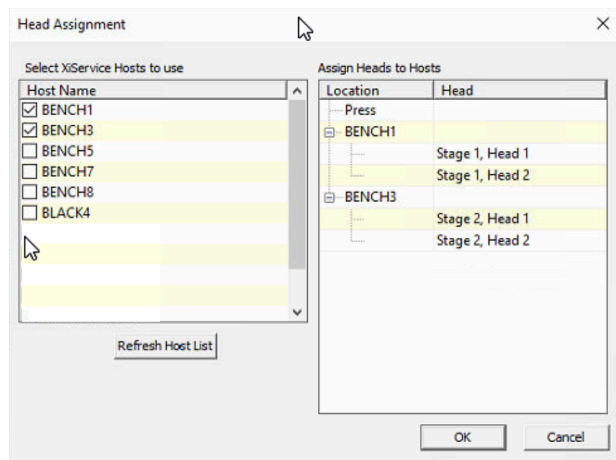 Head Assignment
Select XiService Hosts to use
Host Name
BENCH1
BENCH3
BENCH5
BENCH7
BENCH8
BLACK4
Refresh Host List
Assign Heads to Hosts
Location Head
Press
BENCH1
Stage 1, Head 1
Stage 1, Head 2
BENCH3
Stage 2, Head 1
Stage 2, Head 2
OK Cancel